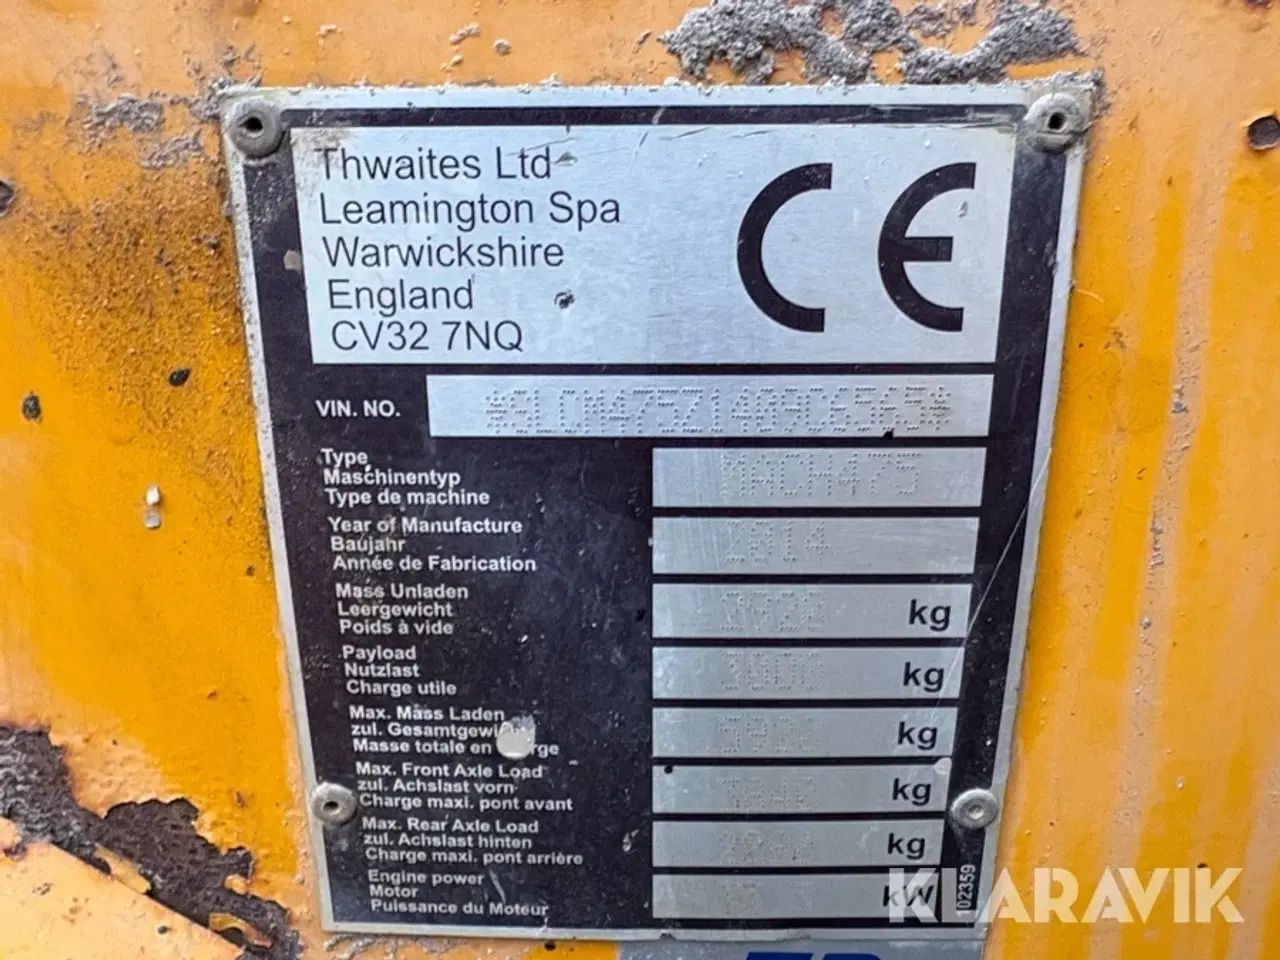 Thwaites Ltd
Leamington Spa
Warwickshire
England
CV32 7NQ
CE
VIN. NO.
Type
Maschinentyp
Type de machine
MACH475
Year of Manufacture
Baujahr
Année de Fabrication
2014
Mass Unladen
Leergewicht
Poids à vide
kg
Payload
Nutzlast
Charge utile
kg
Max. Mass Laden
zul.
Masse totale en
kg
Max. Front Axle Load
zul. Achslast vorn
Charge maxi. pont avant
kg
Max. Rear Axle Load
zul. Achslast hinten
Charge maxi. pont arrière
kg
Engine power
Motor
Puissance du Moteur
kW
102359
KLARAVIK